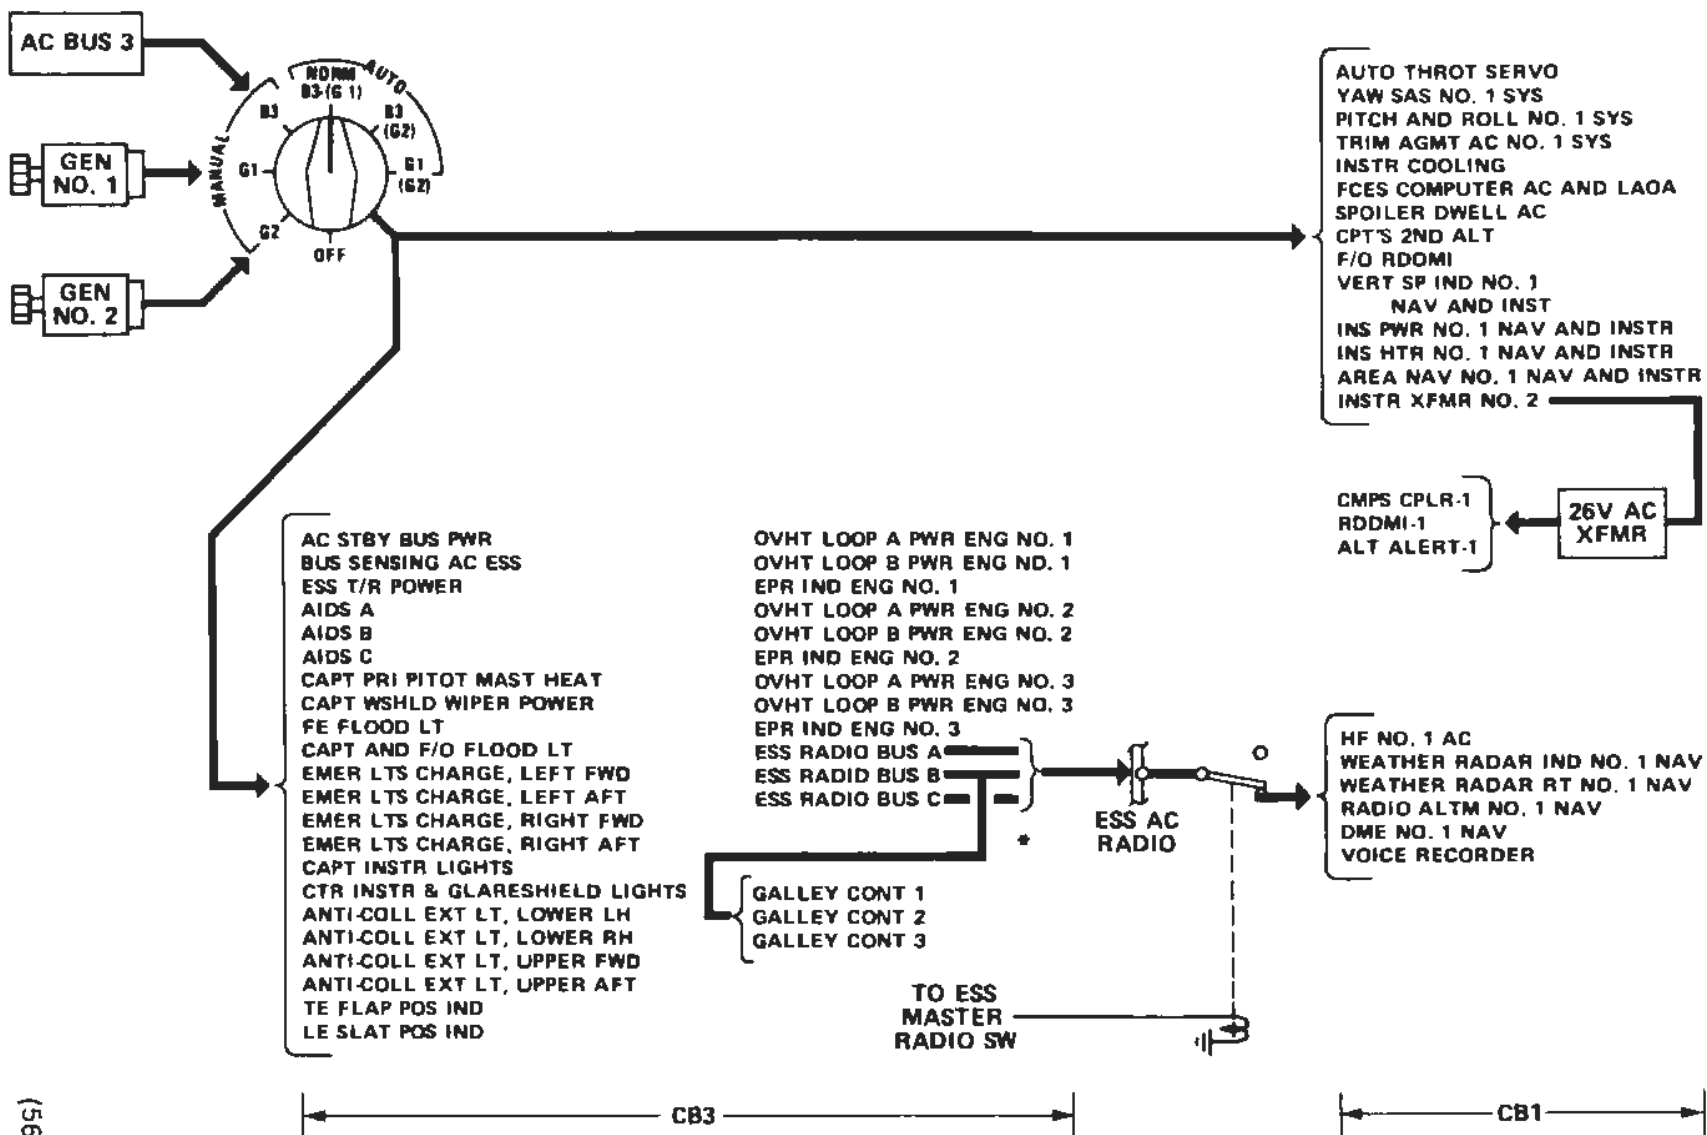 AC BUS 3
GEN
NO. 1
GEN
NO. 2
MANUAL
AUTO
NORM
B3-(G 1)
B3
B3
(G2)
G1
G1
(G2)
G2
OFF
AUTO THROT SERVO
YAW SAS NO. 1 SYS
PITCH AND ROLL NO. 1 SYS
TRIM AGMT AC NO. 1 SYS
INSTR COOLING
FCES COMPUTER AC AND LAOA
SPOILER DWELL AC
CPT'S 2ND ALT
F/O RDDMI
VERT SP IND NO. 1
NAV AND INST
INS PWR NO. 1 NAV AND INSTR
INS HTR NO. 1 NAV AND INSTR
AREA NAV NO. 1 NAV AND INSTR
INSTR XFMR NO. 2
CMPS CPLR-1
RDDMI-1
ALT ALERT-1
26V AC
XFMR
AC STBY BUS PWR
BUS SENSING AC ESS
ESS T/R POWER
AIDS A
AIDS B
AIDS C
CAPT PRI PITOT MAST HEAT
CAPT WSHLD WIPER POWER
FE FLOOD LT
CAPT AND F/O FLOOD LT
EMER LTS CHARGE, LEFT FWD
EMER LTS CHARGE, LEFT AFT
EMER LTS CHARGE, RIGHT FWD
EMER LTS CHARGE, RIGHT AFT
CAPT INSTR LIGHTS
CTR INSTR & GLARESHIELD LIGHTS
ANTI-COLL EXT LT, LOWER LH
ANTI-COLL EXT LT, LOWER RH
ANTI-COLL EXT LT, UPPER FWD
ANTI-COLL EXT LT, UPPER AFT
TE FLAP POS IND
LE SLAT POS IND
OVHT LOOP A PWR ENG NO. 1
OVHT LOOP B PWR ENG NO. 1
EPR IND ENG NO. 1
OVHT LOOP A PWR ENG NO. 2
OVHT LOOP B PWR ENG NO. 2
EPR IND ENG NO. 2
OVHT LOOP A PWR ENG NO. 3
OVHT LOOP B PWR ENG NO. 3
EPR IND ENG NO. 3
ESS RADIO BUS A
ESS RADIO BUS B
ESS RADIO BUS C
*
GALLEY CONT 1
GALLEY CONT 2
GALLEY CONT 3
ESS AC
RADIO
HF NO. 1 AC
WEATHER RADAR IND NO. 1 NAV
WEATHER RADAR RT NO. 1 NAV
RADIO ALTM NO. 1 NAV
DME NO. 1 NAV
VOICE RECORDER
TO ESS
MASTER
RADIO SW
CB3
CB1
(56